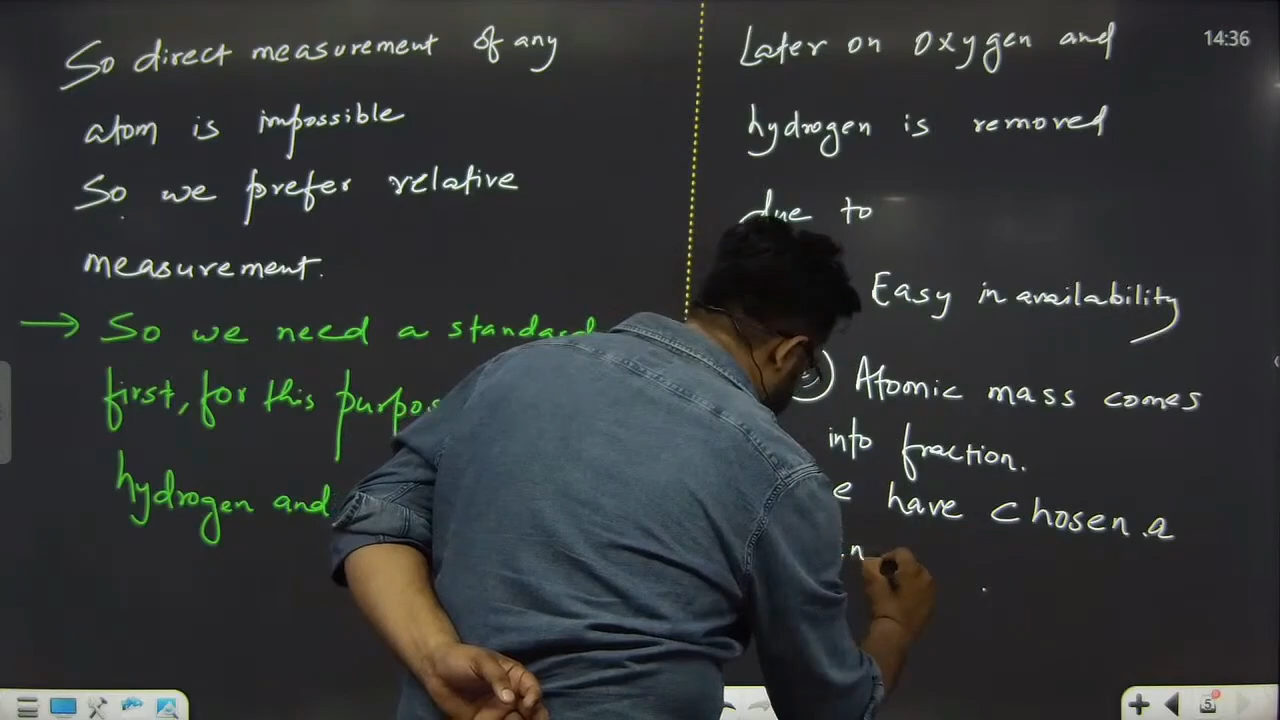 So direct measurement of any
atom is impossible
So we prefer relative
measurement.
→ So we need a standard
first, for this
hydrogen and
Later on Oxygen and
hydrogen is removed
due to
Easy in availability
Atomic mass comes
into fraction.
have chosen a
14:36
5